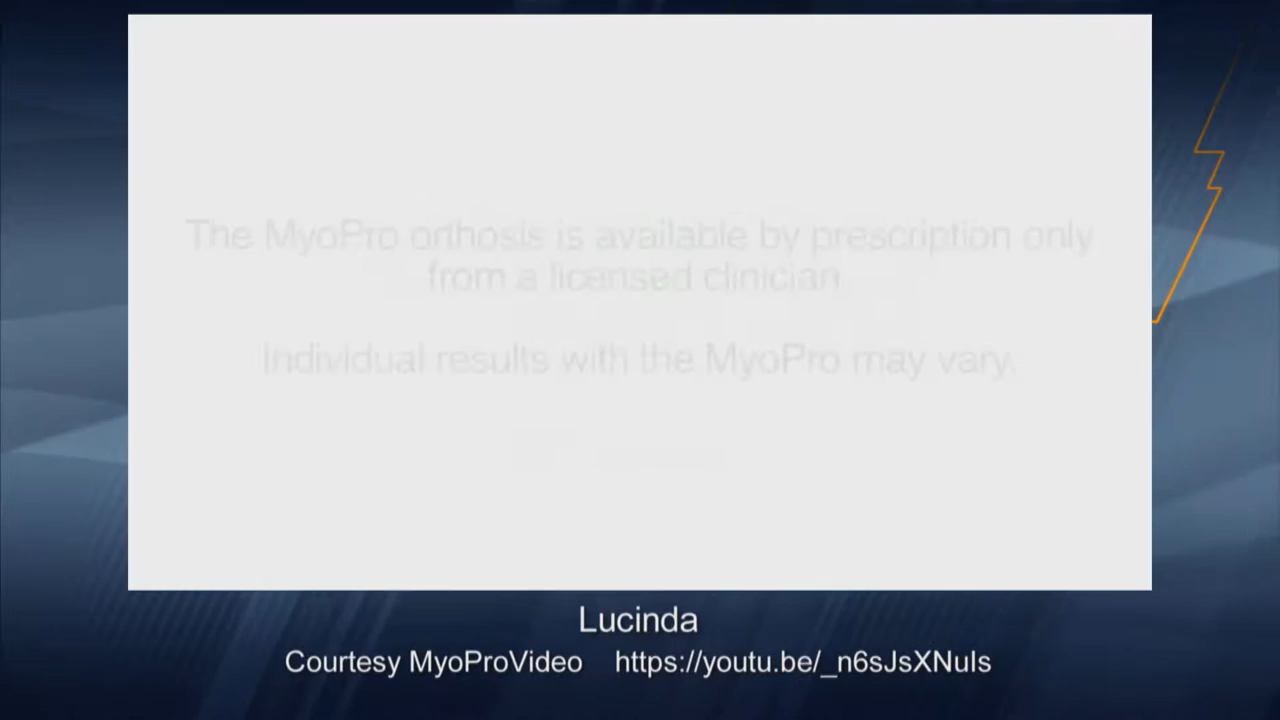 The MyoPro orthosis is available by prescription only
from a licensed clinician
Individual results with the MyoPro may vary.
Lucinda
Courtesy MyoProVideo https://youtu.be/_n6sJsXNuIs